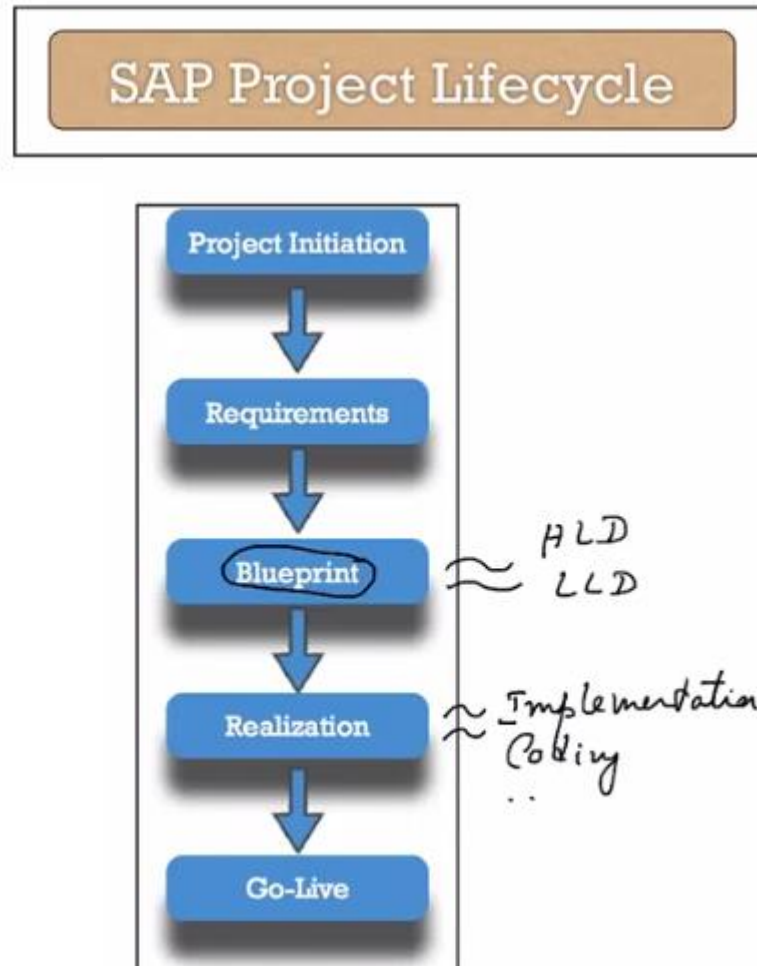 SAP Project Lifecycle
Project Initiation
Requirements
Blueprint
HLD
LLD
Realization
Implementation
Coding
..
Go-Live